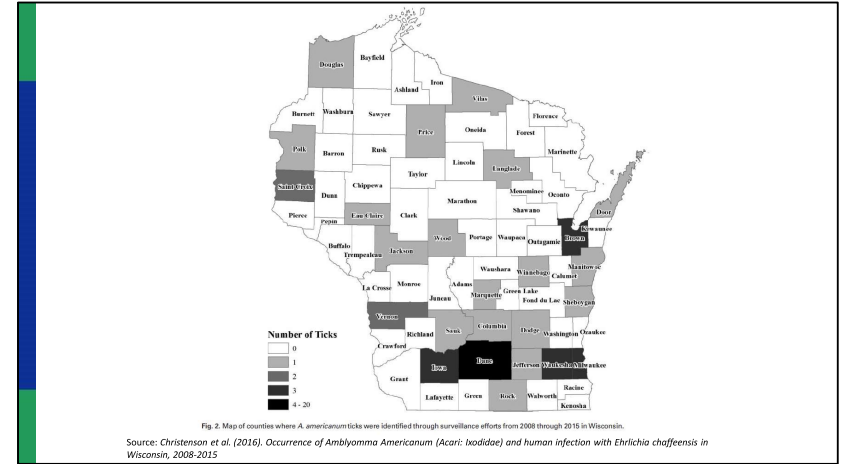 Douglas
Bayfield
Ashland
Iron
Vilas
Burnett
Washburn
Sawyer
Price
Oneida
Forest
Florence
Marinette
Polk
Barron
Rusk
Lincoln
Langlade
Taylor
Saint Croix
Dunn
Chippewa
Marathon
Menominee
Oconto
Door
Pierce
Pepin
Eau Claire
Clark
Shawano
Buffalo
Trempealeau
Jackson
Wood
Portage
Waupaca
Outagamie
Brown
Kewaunee
La Crosse
Monroe
Juneau
Adams
Waushara
Winnebago
Calumet
Manitowoc
Marquette
Green Lake
Fond du Lac
Sheboygan
Vernon
Richland
Sauk
Columbia
Dodge
Washington
Ozaukee
Crawford
Grant
Iowa
Dane
Jefferson
Waukesha
Milwaukee
Lafayette
Green
Rock
Walworth
Racine
Kenosha
Number of Ticks
0
1
2
3
4 - 20
Fig. 2. Map of counties where A. americanum ticks were identified through surveillance efforts from 2008 through 2015 in Wisconsin.
Source: Christenson et al. (2016). Occurrence of Amblyomma Americanum (Acari: Ixodidae) and human infection with Ehrlichia chaffeensis in
Wisconsin, 2008-2015